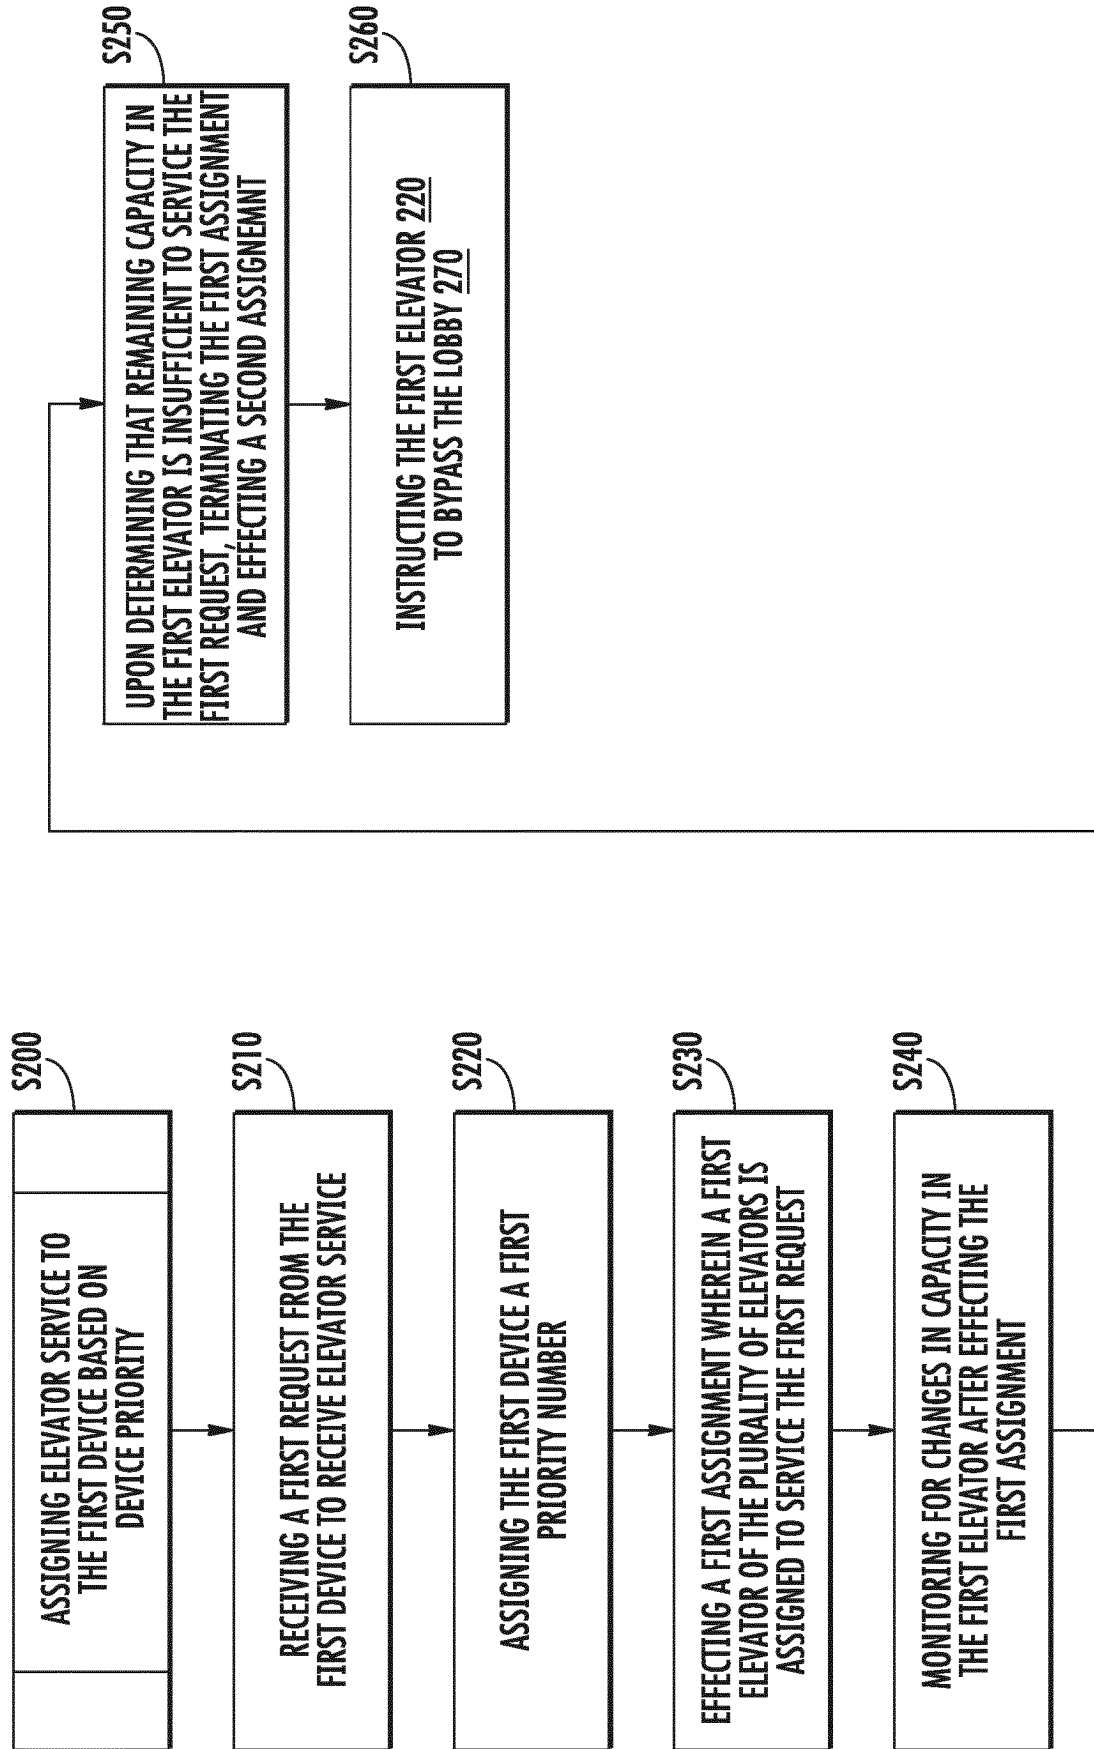 S200
ASSIGNING ELEVATOR SERVICE TO
THE FIRST DEVICE BASED ON
DEVICE PRIORITY
S210
RECEIVING A FIRST REQUEST FROM THE
FIRST DEVICE TO RECEIVE ELEVATOR SERVICE
S220
ASSIGNING THE FIRST DEVICE A FIRST
PRIORITY NUMBER
S230
EFFECTING A FIRST ASSIGNMENT WHEREIN A FIRST
ELEVATOR OF THE PLURALITY OF ELEVATORS IS
ASSIGNED TO SERVICE THE FIRST REQUEST
S240
MONITORING FOR CHANGES IN CAPACITY IN
THE FIRST ELEVATOR AFTER EFFECTING THE
FIRST ASSIGNMENT
S250
UPON DETERMINING THAT REMAINING CAPACITY IN
THE FIRST ELEVATOR IS INSUFFICIENT TO SERVICE THE
FIRST REQUEST, TERMINATING THE FIRST ASSIGNMENT
AND EFFECTING A SECOND ASSIGNEMNT
S260
INSTRUCTING THE FIRST ELEVATOR 220
TO BYPASS THE LOBBY 270